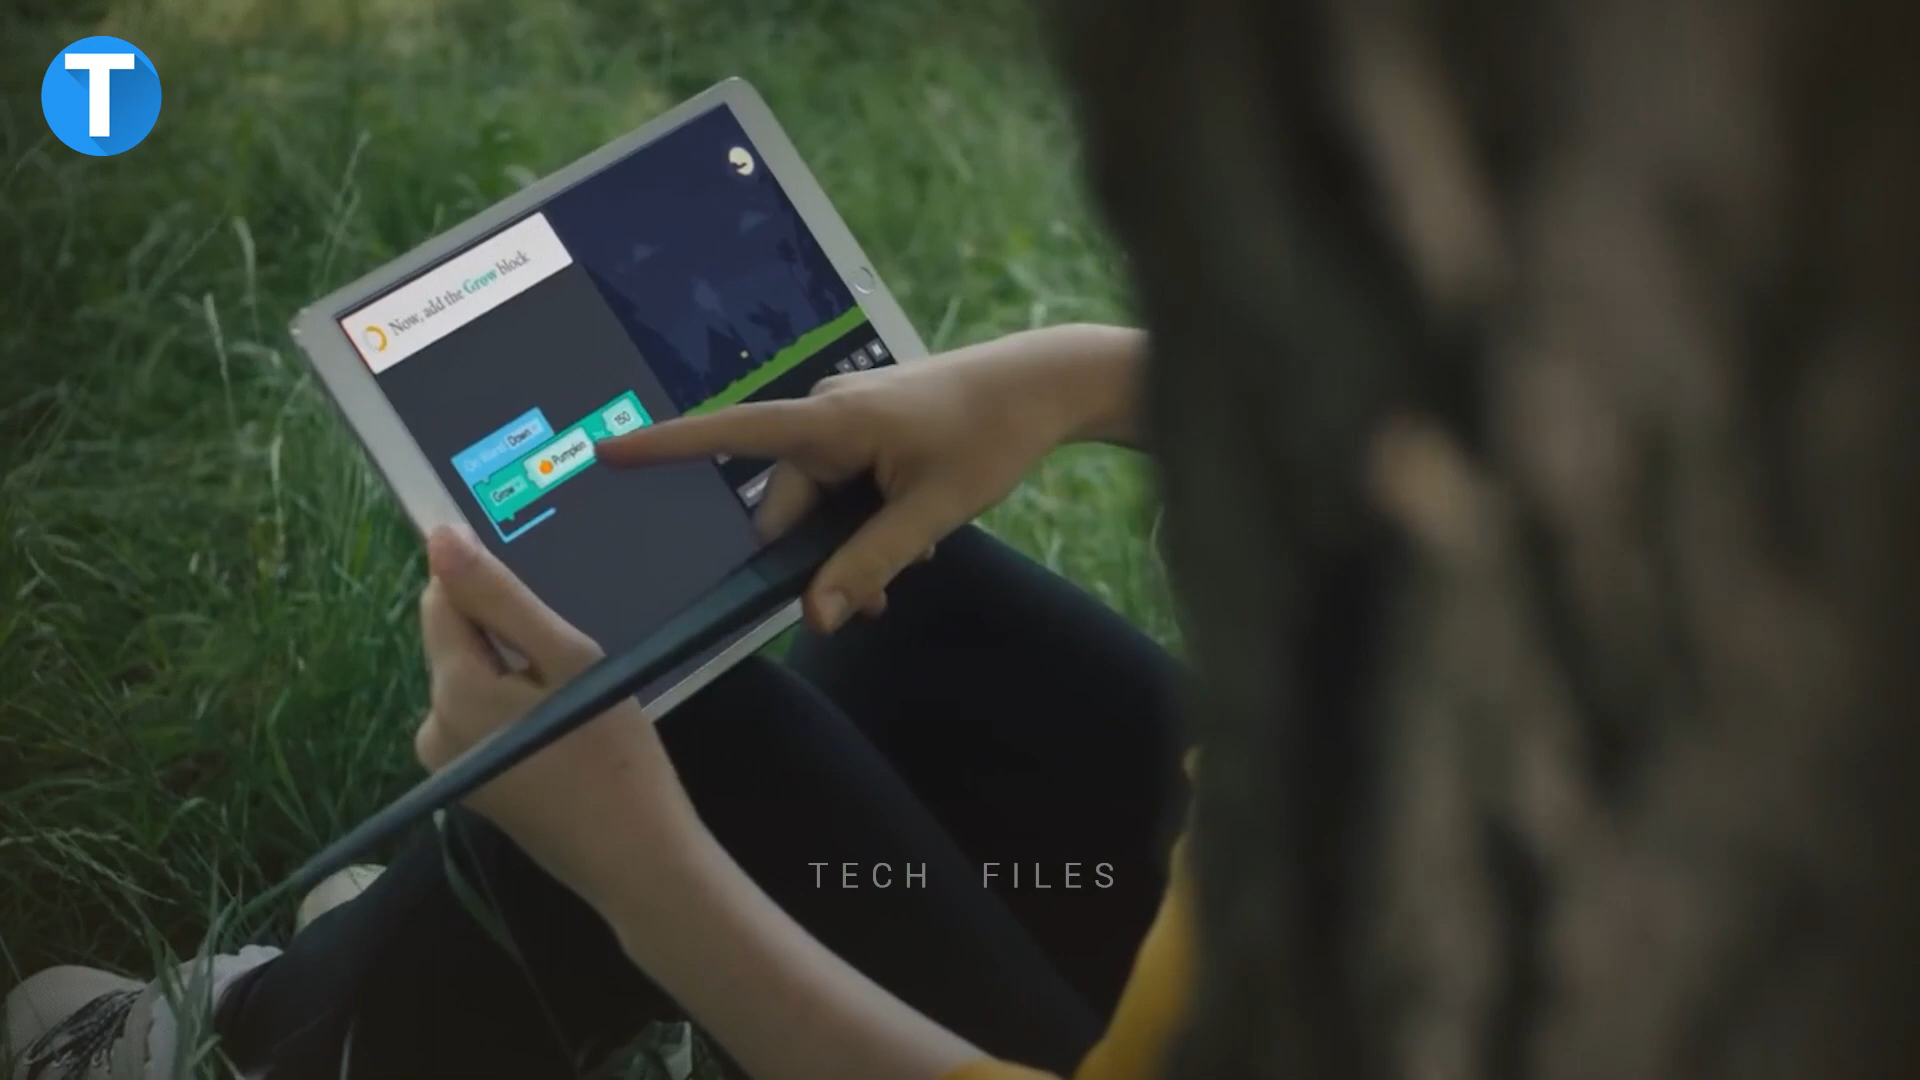 T
Now, add the Grow block
On Wand Down
Grow Pumpkin 150
TECH FILES